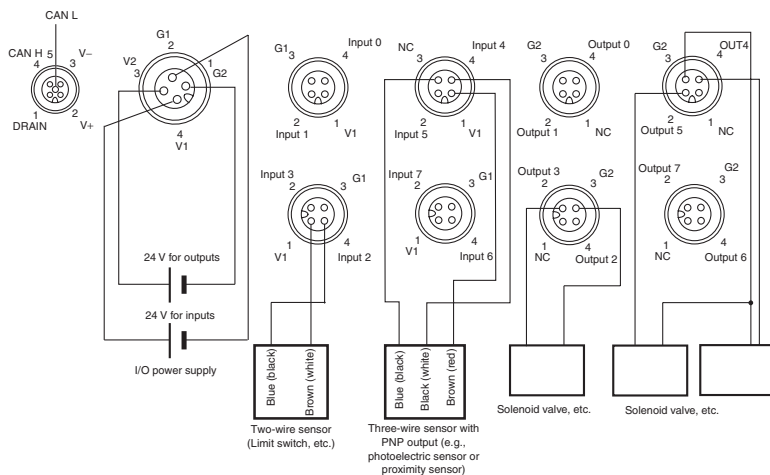 CAN L
CAN H
5
V–
4
3
1
2
DRAIN
V+
G1
2
V2
3
1
G2
4
V1
G1
Input 0
3
4
2
1
Input 1
V1
NC
Input 4
3
4
2
1
Input 5
V1
G2
Output 0
3
4
2
1
Output 1
NC
G2
OUT4
3
4
2
1
Output 5
NC
Input 3
G1
2
3
1
4
V1
Input 2
Input 7
G1
2
3
1
4
V1
Input 6
Output 3
G2
2
3
1
4
NC
Output 2
Output 7
G2
2
3
1
4
NC
Output 6
24 V for outputs
24 V for inputs
I/O power supply
Blue (black)
Brown (white)
Two-wire sensor
(Limit switch, etc.)
Blue (black)
Black (white)
Brown (red)
Three-wire sensor with
PNP output (e.g.,
photoelectric sensor or
proximity sensor)
Solenoid valve, etc.
Solenoid valve, etc.